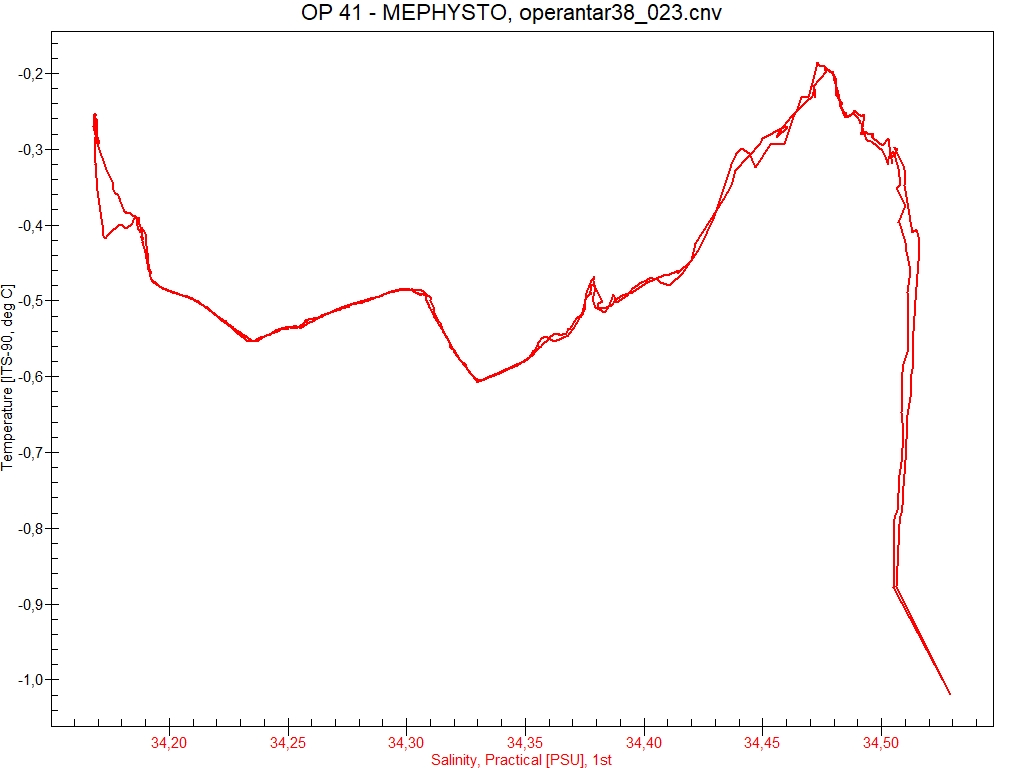 OP 41 - MEPHYSTO, operantar38_023.cnv
Temperature [ITS-90, deg C]
-0,2
-0,3
-0,4
-0,5
-0,6
-0,7
-0,8
-0,9
-1,0
34,20 34,25 34,30 34,35 34,40 34,45 34,50
Salinity, Practical [PSU], 1st